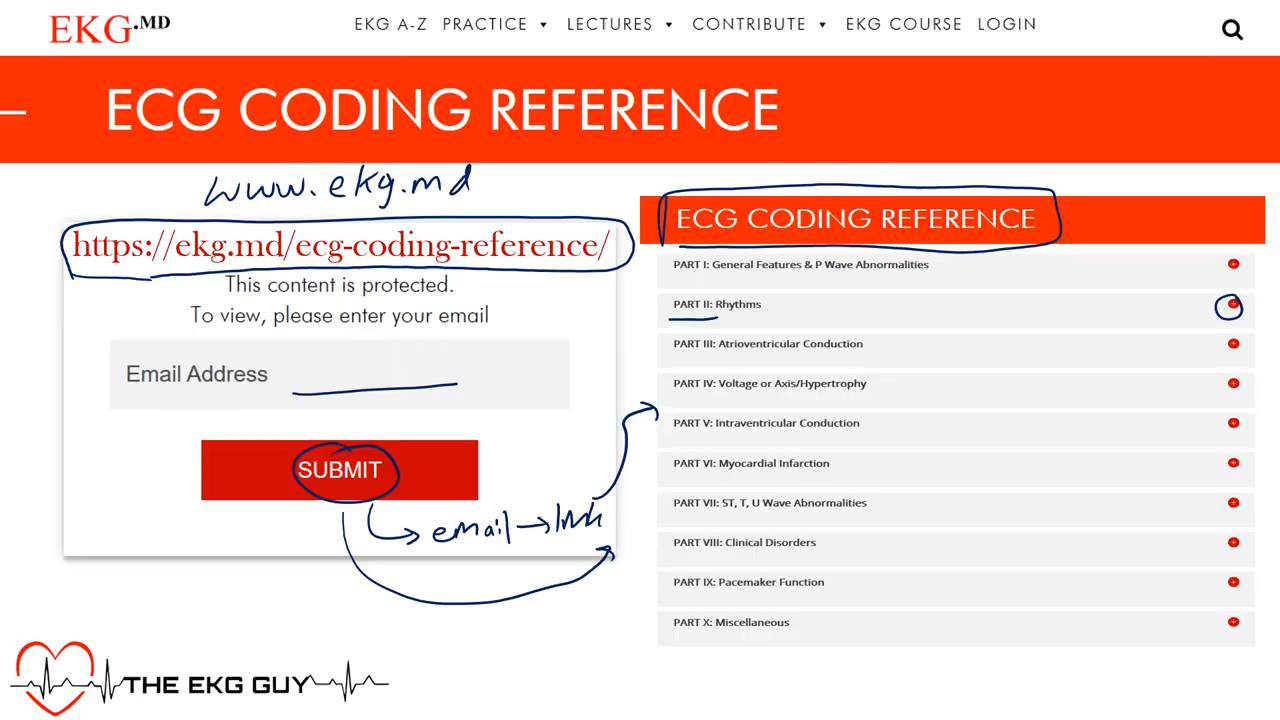 EKG.MD
EKG A-Z PRACTICE LECTURES CONTRIBUTE EKG COURSE LOGIN
ECG CODING REFERENCE
www.ekg.md
https://ekg.md/ecg-coding-reference/
This content is protected.
To view, please enter your email
Email Address
SUBMIT
email → link
ECG CODING REFERENCE
PART I: General Features & P Wave Abnormalities
PART II: Rhythms
PART III: Atrioventricular Conduction
PART IV: Voltage or Axis/Hypertrophy
PART V: Intraventricular Conduction
PART VI: Myocardial Infarction
PART VII: ST, T, U Wave Abnormalities
PART VIII: Clinical Disorders
PART IX: Pacemaker Function
PART X: Miscellaneous
THE EKG GUY